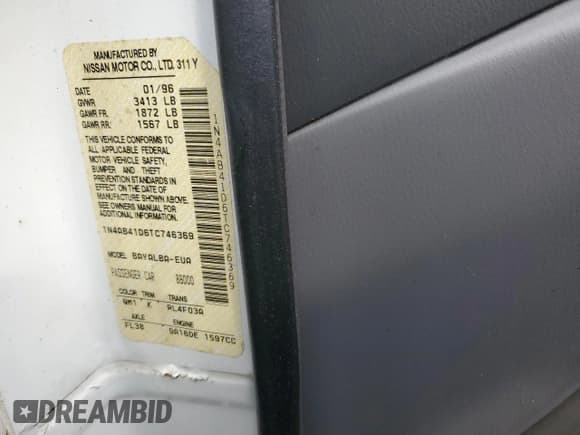 MANUFACTURED BY
NISSAN MOTOR CO., LTD. 311 Y
DATE 01/96
GVWR 3413 LB
GAWR FR. 1872 LB
GAWR RR. 1567 LB
THIS VEHICLE CONFORMS TO
ALL APPLICABLE FEDERAL
MOTOR VEHICLE SAFETY,
BUMPER AND THEFT
PREVENTION STANDARDS IN
EFFECT ON THE DATE OF
MANUFACTURE SHOWN ABOVE.
SEE OWNERS MANUAL FOR
ADDITIONAL INFORMATION.
1N4AB41D6TC746369
MODEL BAYALBA-EUA
PASSENGER CAR B6000
COLOR TRIM TRANS
QM1 K RL4F03A
AXLE ENGINE
FL38 GA16DE 1597CC
1N4AB41D6TC746369
DREAMBID